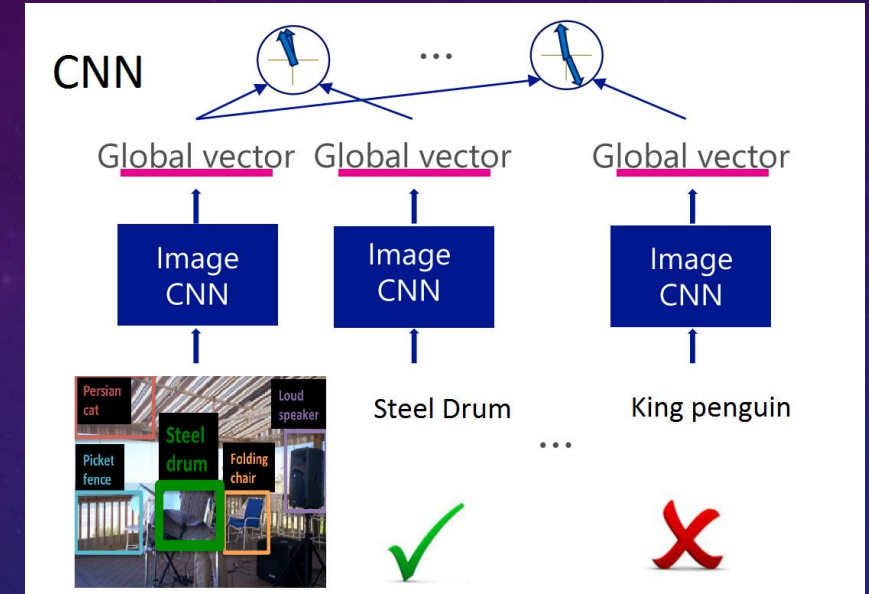 CNN
...
Global vector Global vector Global vector
Image
CNN
Image
CNN
Image
CNN
Persian
cat
Loud
speaker
Steel
drum
Picket
fence
Folding
chair
Steel Drum
King penguin
...